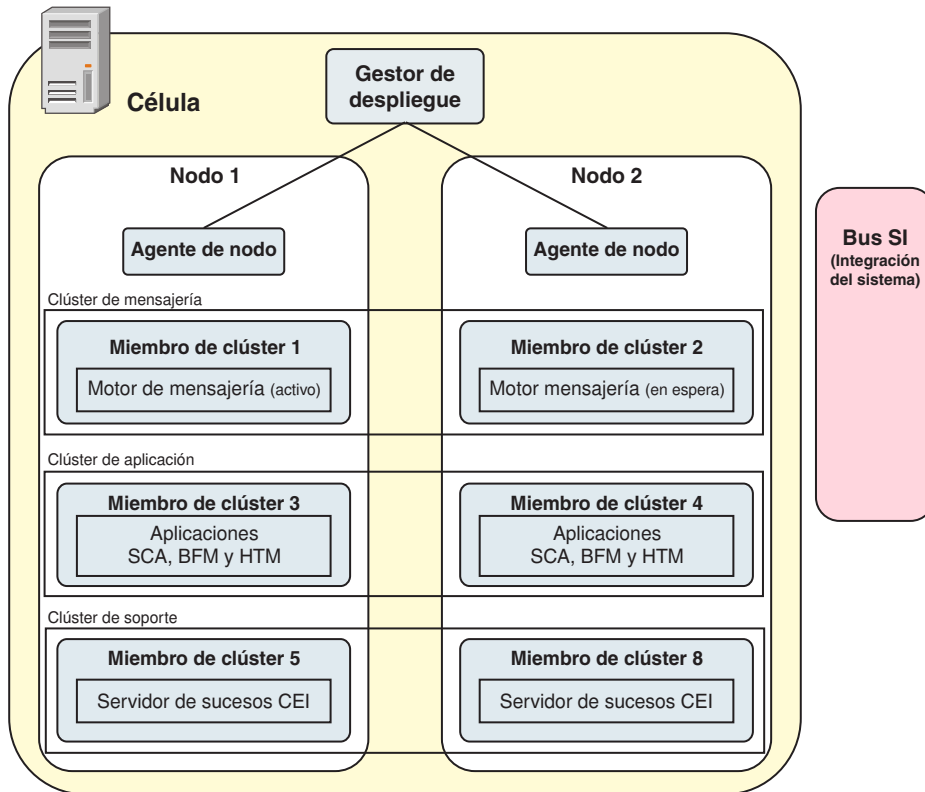 Célula
Gestor de
despliegue
Nodo 1
Nodo 2
Agente de nodo
Agente de nodo
Bus SI
(Integración
del sistema)
Clúster de mensajería
Miembro de clúster 1
Motor de mensajería (activo)
Miembro de clúster 2
Motor mensajería (en espera)
Clúster de aplicación
Miembro de clúster 3
Aplicaciones
SCA, BFM y HTM
Miembro de clúster 4
Aplicaciones
SCA, BFM y HTM
Clúster de soporte
Miembro de clúster 5
Servidor de sucesos CEI
Miembro de clúster 8
Servidor de sucesos CEI